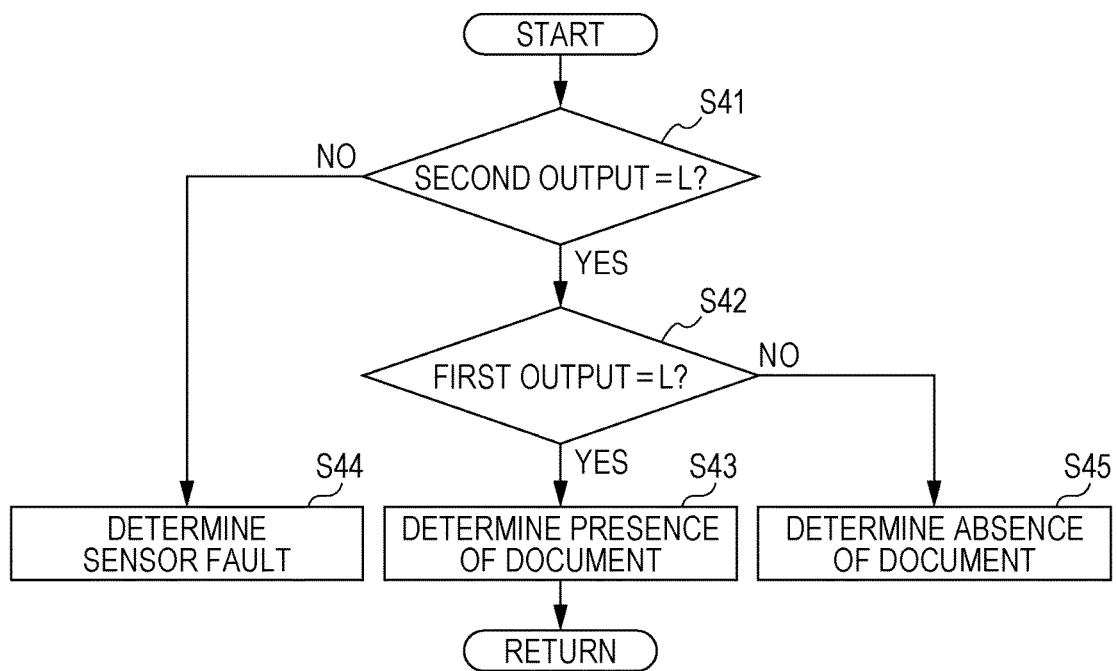 START
S41
NO
SECOND OUTPUT = L?
YES
S42
NO
FIRST OUTPUT = L?
YES
S44
S43
S45
DETERMINE
SENSOR FAULT
DETERMINE PRESENCE
OF DOCUMENT
DETERMINE ABSENCE
OF DOCUMENT
RETURN